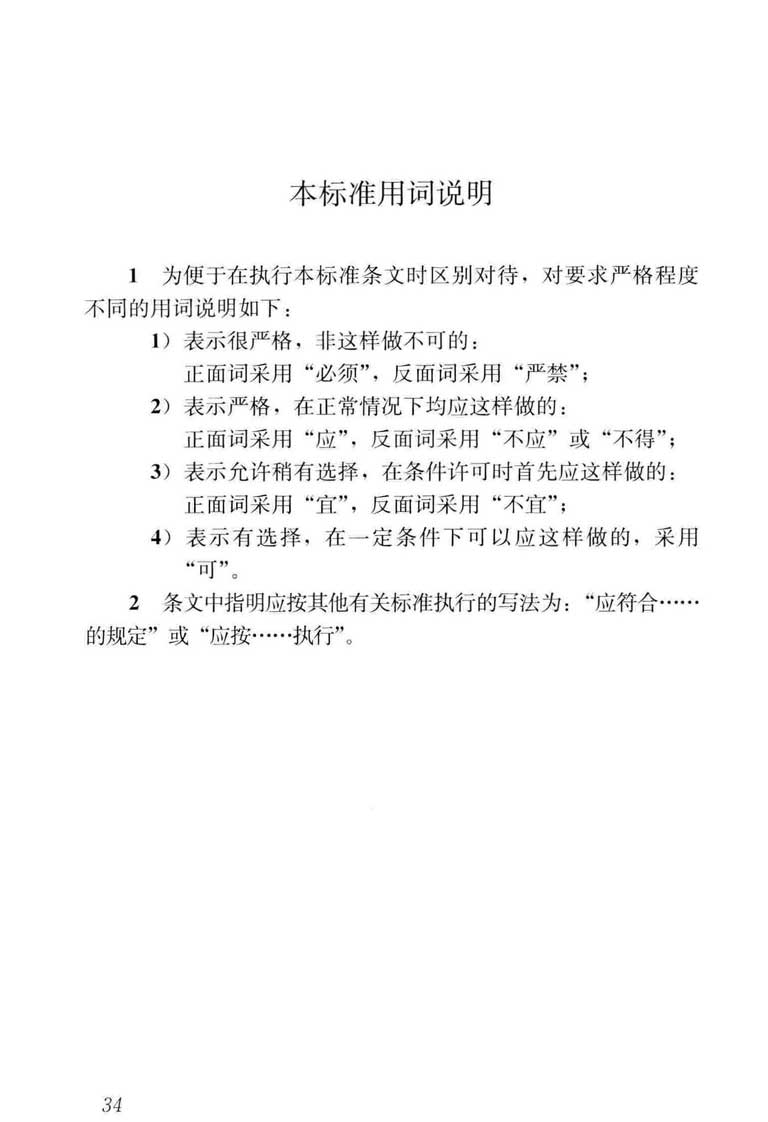 本标准用词说明
1 为便于在执行本标准条文时区别对待，对要求严格程度
不同的用词说明如下：
1）表示很严格，非这样做不可的：
正面词采用“必须”，反面词采用“严禁”；
2）表示严格，在正常情况下均应这样做的：
正面词采用“应”，反面词采用“不应”或“不得”；
3）表示允许稍有选择，在条件许可时首先应这样做的：
正面词采用“宜”，反面词采用“不宜”；
4）表示有选择，在一定条件下可以应这样做的，采用
“可”。
2 条文中指明应按其他有关标准执行的写法为：“应符合……
的规定”或“应按……执行”。
34